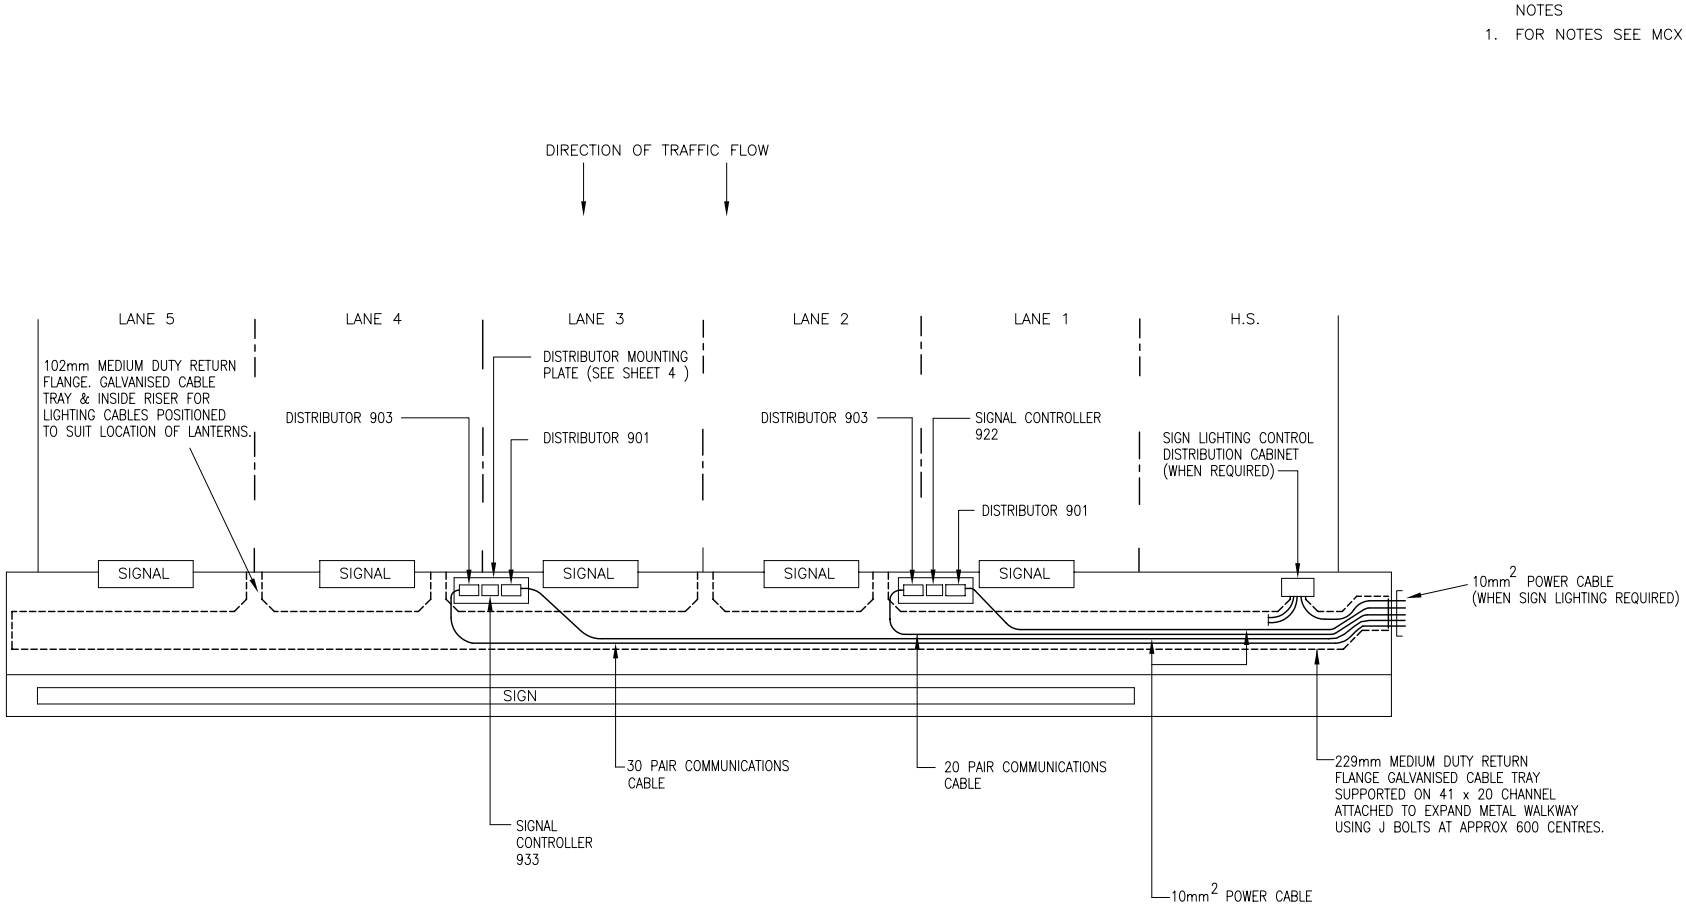 NOTES
1. FOR NOTES SEE MCX
DIRECTION OF TRAFFIC FLOW
LANE 5
LANE 4
LANE 3
LANE 2
LANE 1
H.S.
102mm MEDIUM DUTY RETURN
FLANGE. GALVANISED CABLE
TRAY & INSIDE RISER FOR
LIGHTING CABLES POSITIONED
TO SUIT LOCATION OF LANTERNS.
DISTRIBUTOR MOUNTING
PLATE (SEE SHEET 4 )
DISTRIBUTOR 903
DISTRIBUTOR 901
DISTRIBUTOR 903
SIGNAL CONTROLLER
922
DISTRIBUTOR 901
SIGN LIGHTING CONTROL
DISTRIBUTION CABINET
(WHEN REQUIRED)
SIGNAL
SIGNAL
SIGNAL
SIGNAL
SIGNAL
10mm² POWER CABLE
(WHEN SIGN LIGHTING REQUIRED)
SIGN
30 PAIR COMMUNICATIONS
CABLE
20 PAIR COMMUNICATIONS
CABLE
229mm MEDIUM DUTY RETURN
FLANGE GALVANISED CABLE TRAY
SUPPORTED ON 41 x 20 CHANNEL
ATTACHED TO EXPAND METAL WALKWAY
USING J BOLTS AT APPROX 600 CENTRES.
SIGNAL
CONTROLLER
933
10mm² POWER CABLE